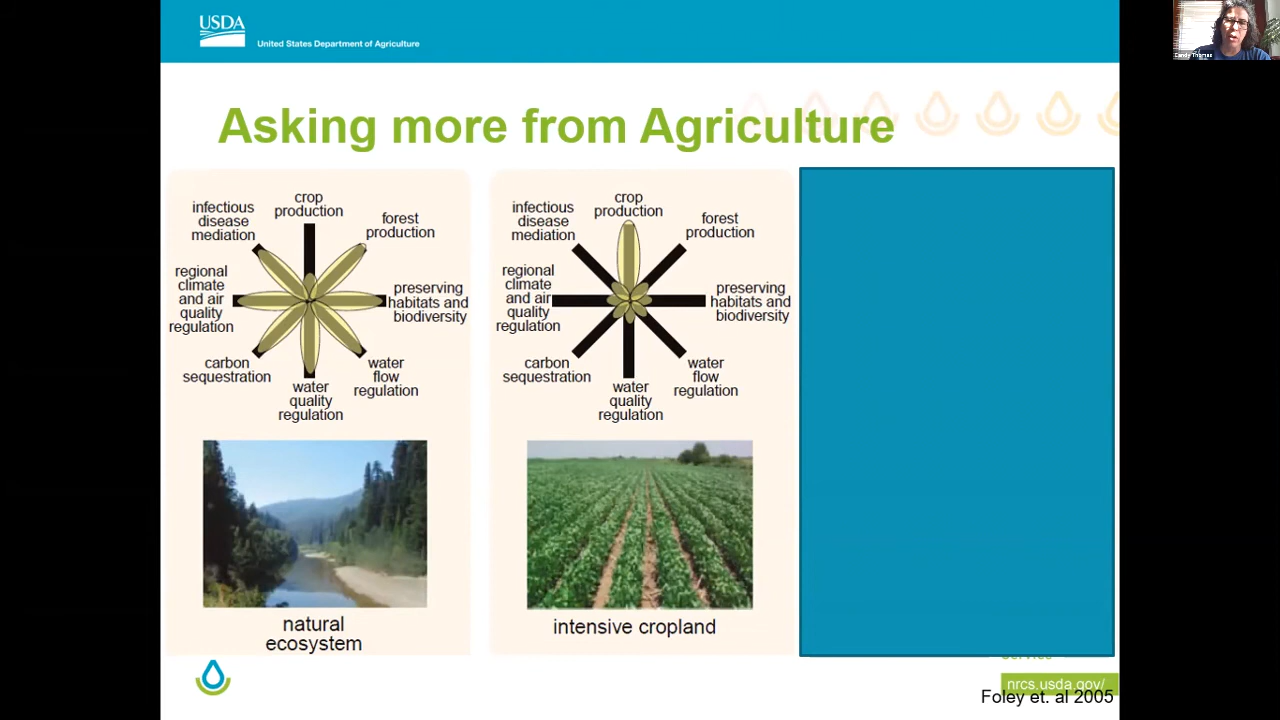 USDA
United States Department of Agriculture
Candy Thomas
Asking more from Agriculture
crop
production
infectious
disease
mediation
forest
production
regional
climate
and air
quality
regulation
preserving
habitats and
biodiversity
carbon
sequestration
water
flow
regulation
water
quality
regulation
natural
ecosystem
crop
production
infectious
disease
mediation
forest
production
regional
climate
and air
quality
regulation
preserving
habitats and
biodiversity
carbon
sequestration
water
flow
regulation
water
quality
regulation
intensive cropland
Service
nrcs.usda.gov/
Foley et. al 2005